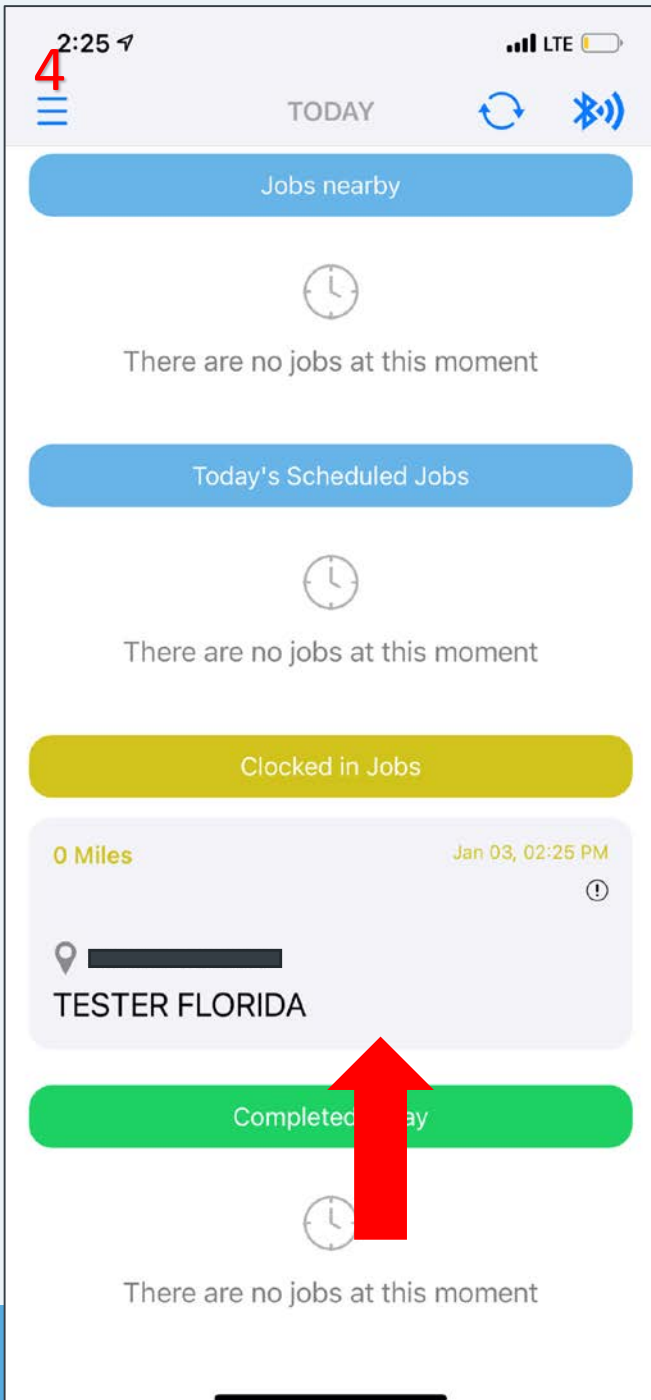 2:25 LTE
4
TODAY
Jobs nearby
There are no jobs at this moment
Today's Scheduled Jobs
There are no jobs at this moment
Clocked in Jobs
0 Miles Jan 03, 02:25 PM
TESTER FLORIDA
Completed ay
There are no jobs at this moment